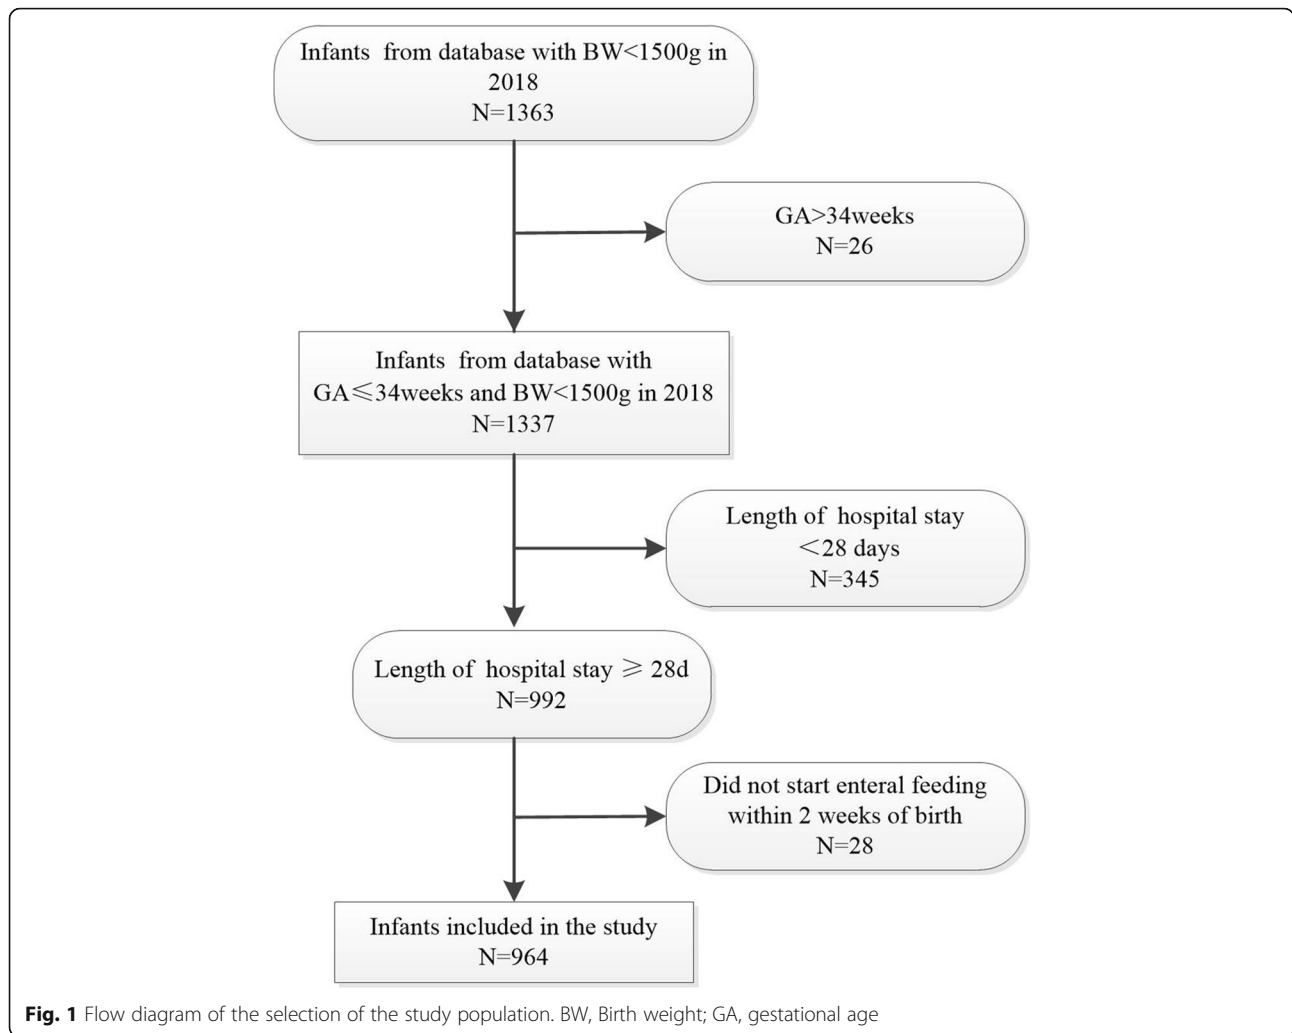 Infants from database with BW<1500g in
2018
N=1363
GA>34weeks
N=26
Infants from database with
GA≤34weeks and BW<1500g in 2018
N=1337
Length of hospital stay
<28 days
N=345
Length of hospital stay ≥ 28d
N=992
Did not start enteral feeding
within 2 weeks of birth
N=28
Infants included in the study
N=964
Fig. 1 Flow diagram of the selection of the study population. BW, Birth weight; GA, gestational age